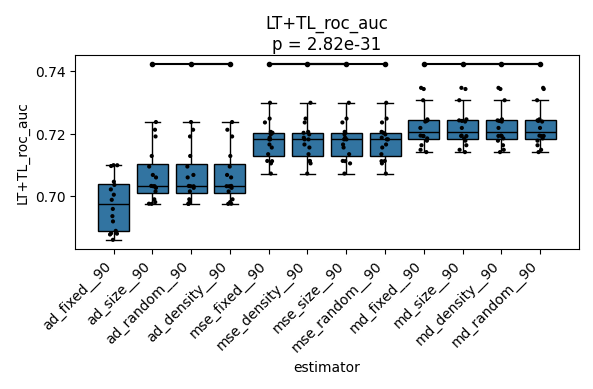 LT+TL_roc_auc
p = 2.82e-31
LT+TL_roc_auc
0.74
0.72
0.70
ad_fixed__90
ad_size__90
ad_random__90
ad_density__90
mse_fixed__90
mse_density__90
mse_size__90
mse_random__90
md_fixed__90
md_size__90
md_density__90
md_random__90
estimator